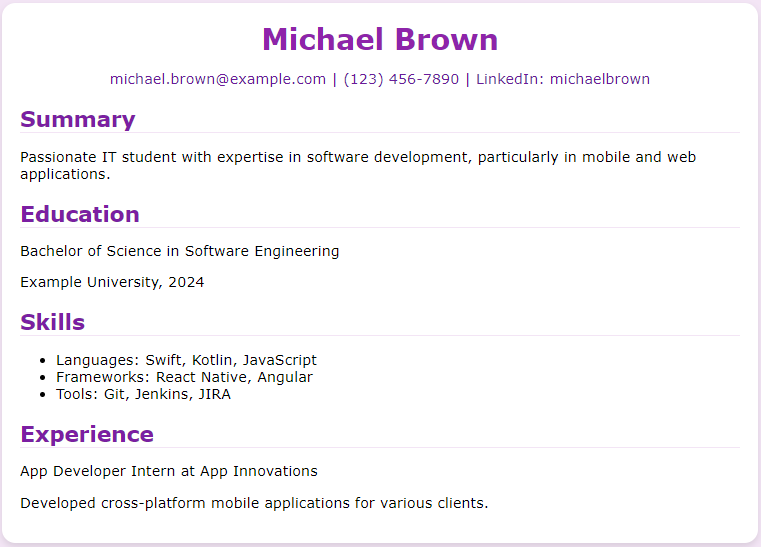 Michael Brown
michael.brown@example.com | (123) 456-7890 | LinkedIn: michaelbrown
Summary
Passionate IT student with expertise in software development, particularly in mobile and web
applications.
Education
Bachelor of Science in Software Engineering
Example University, 2024
Skills
• Languages: Swift, Kotlin, JavaScript
• Frameworks: React Native, Angular
• Tools: Git, Jenkins, JIRA
Experience
App Developer Intern at App Innovations
Developed cross-platform mobile applications for various clients.